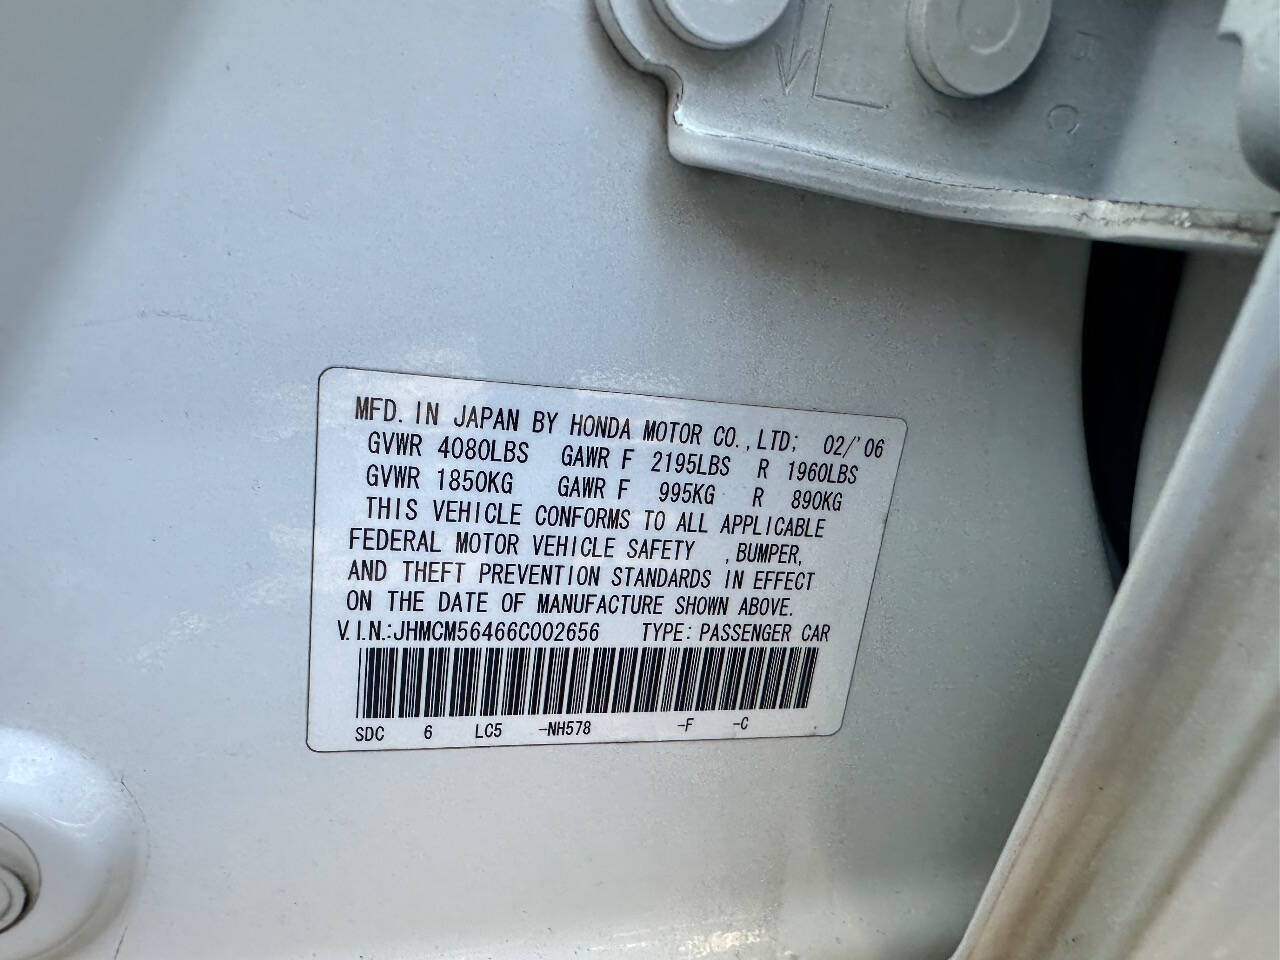 MFD. IN JAPAN BY HONDA MOTOR CO.,LTD; 02/'06
GVWR 4080LBS GAWR F 2195LBS R 1960LBS
GVWR 1850KG GAWR F 995KG R 890KG
THIS VEHICLE CONFORMS TO ALL APPLICABLE
FEDERAL MOTOR VEHICLE SAFETY ,BUMPER,
AND THEFT PREVENTION STANDARDS IN EFFECT
ON THE DATE OF MANUFACTURE SHOWN ABOVE.
V.I.N.:JHMCM56466C002656 TYPE: PASSENGER CAR
SDC 6 LC5 -NH578 -F -C